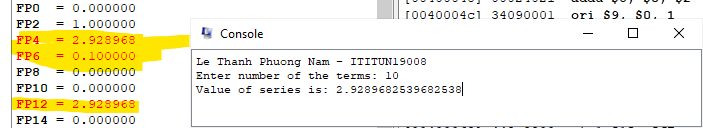 FP0 = 0.000000
FP2 = 1.000000
FP4 = 2.928968
FP6 = 0.100000
FP8 = 0.000000
FP10 = 0.000000
FP12 = 2.928968
FP14 = 0.000000
[0040004c] 34090001 ori $9, $0, 1
Console
Le Thanh Phuong Nam - ITITUN19008
Enter number of the terms: 10
Value of series is: 2.9289682539682538